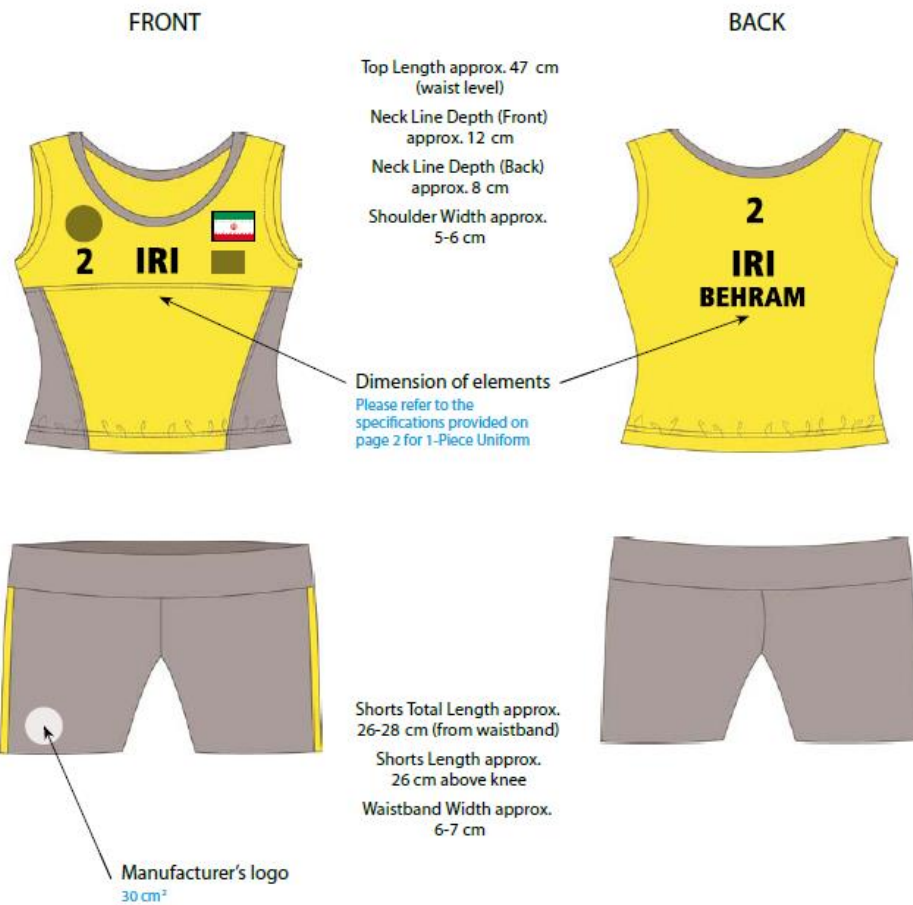 FRONT
BACK
Top Length approx. 47 cm
(waist level)
Neck Line Depth (Front)
approx. 12 cm
Neck Line Depth (Back)
approx. 8 cm
Shoulder Width approx.
5-6 cm
2 IRI
2
IRI
BEHRAM
Dimension of elements
Please refer to the
specifications provided on
page 2 for 1-Piece Uniform
Shorts Total Length approx.
26-28 cm (from waistband)
Shorts Length approx.
26 cm above knee
Waistband Width approx.
6-7 cm
Manufacturer's logo
30 cm²